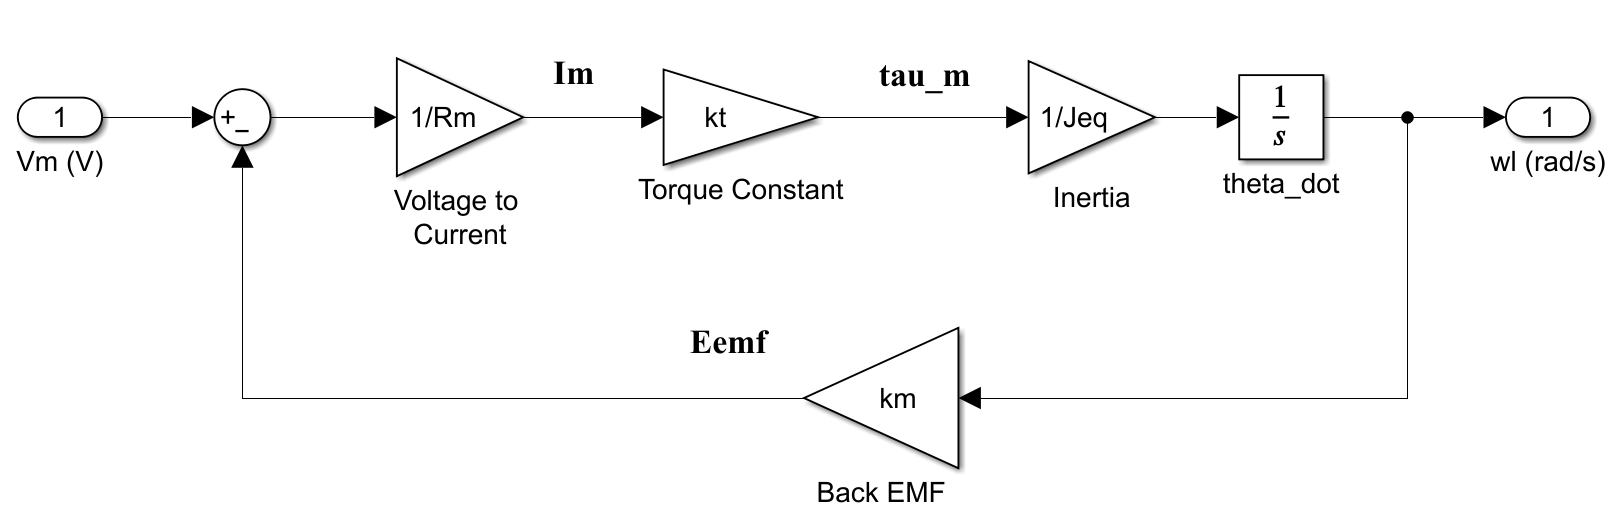 Im
tau_m
1
+
−
1/Rm
kt
1/Jeq
1
s
1
Vm (V)
Voltage to
Current
Torque Constant
Inertia
theta_dot
wl (rad/s)
Eemf
km
Back EMF